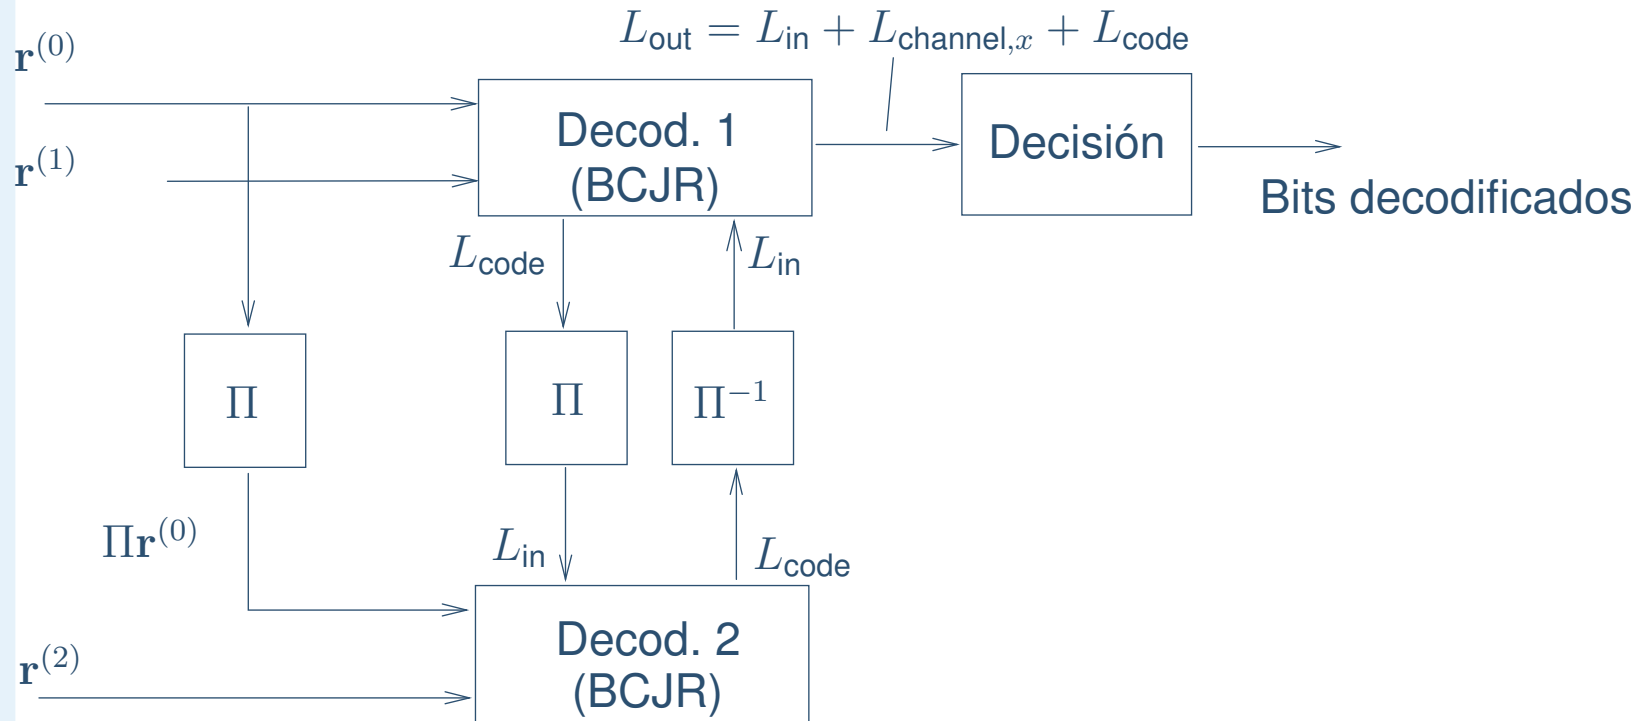 L_out = L_in + L_channel,x + L_code
r^(0)
Decod. 1
(BCJR)
Decisión
r^(1)
Bits decodificados
L_code
L_in
Π
Π
Π^−1
Πr^(0)
L_in
L_code
Decod. 2
(BCJR)
r^(2)